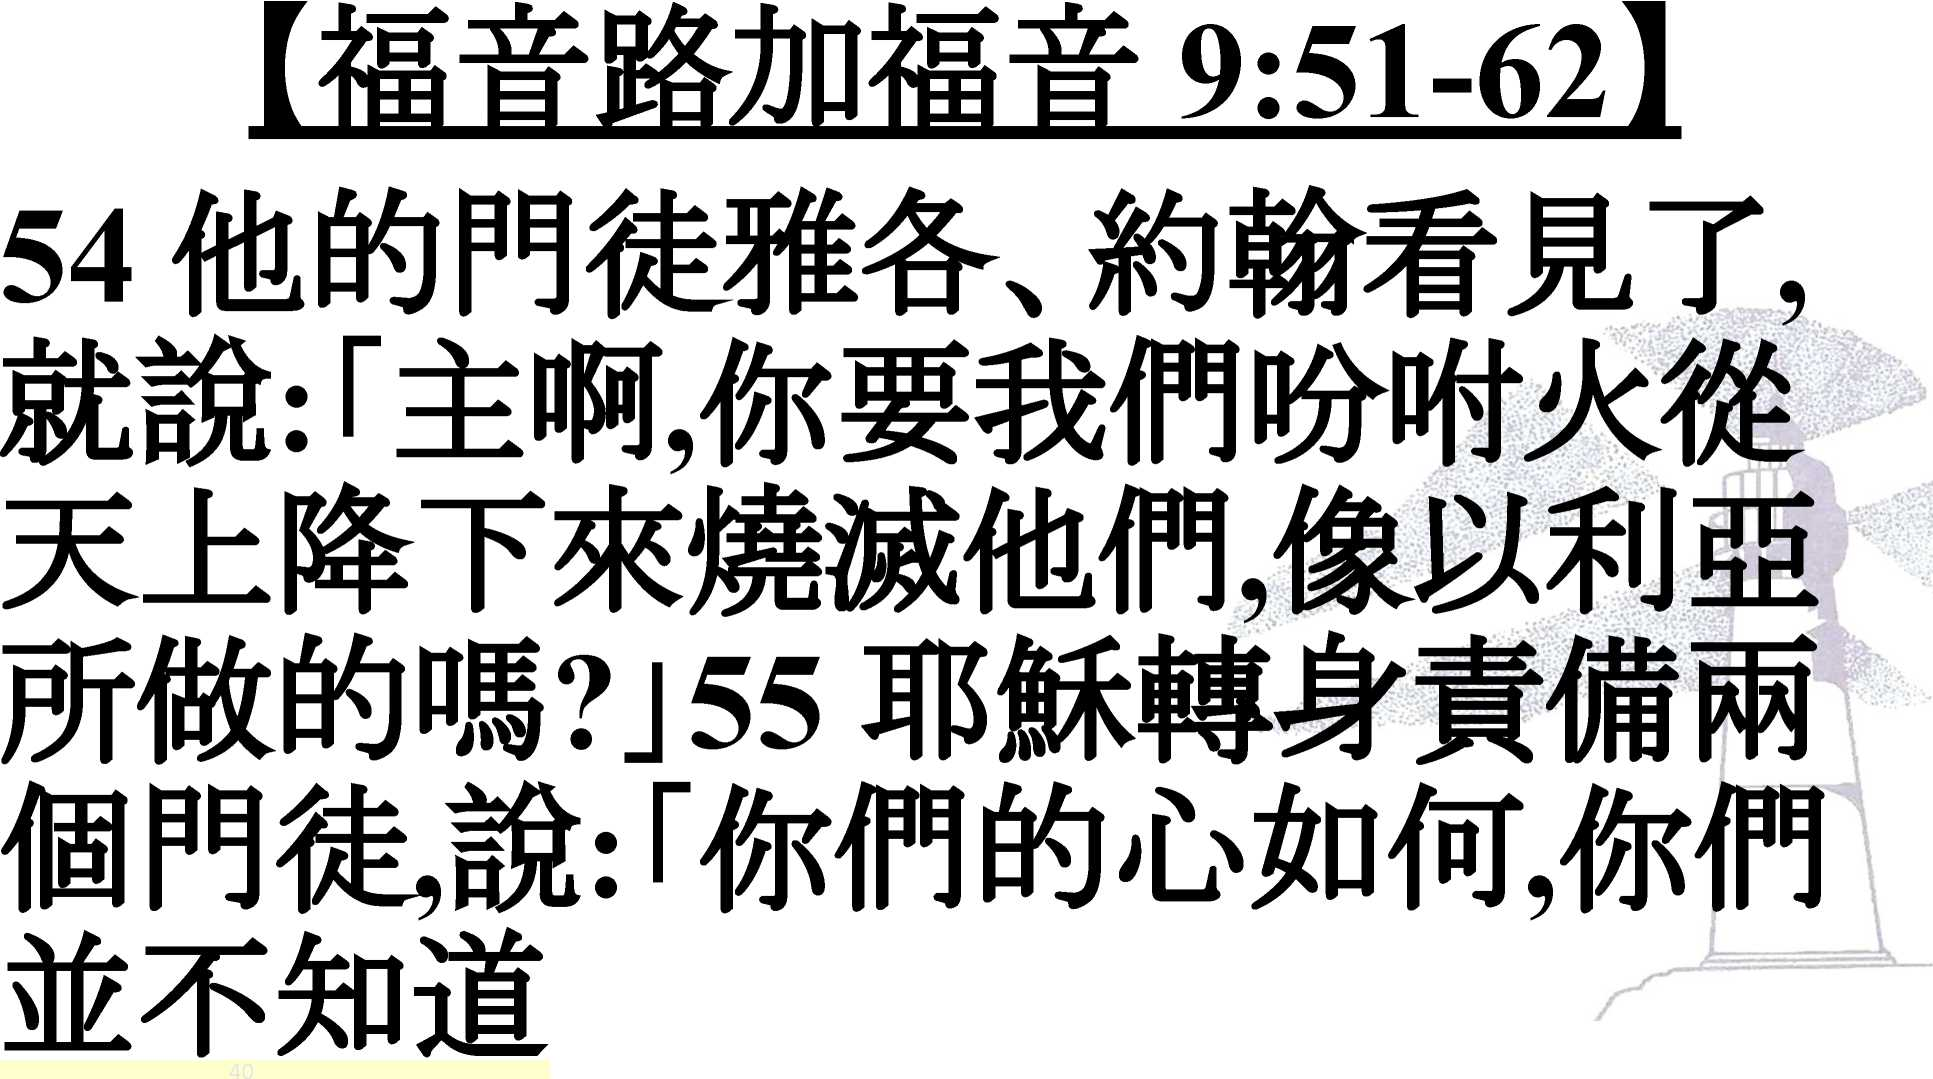 【福音路加福音 9:51-62】
54 他的門徒雅各、約翰看見了,
就說:「主啊,你要我們吩咐火從
天上降下來燒滅他們,像以利亞
所做的嗎?」55 耶穌轉身責備兩
個門徒,說:「你們的心如何,你們
並不知道
40